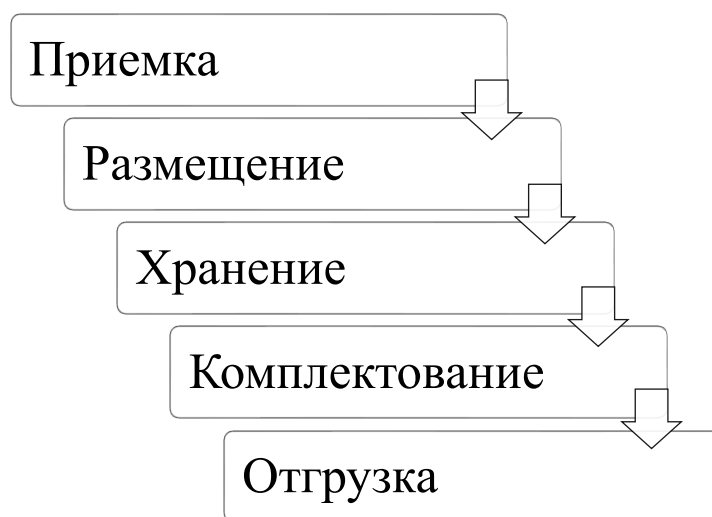 Приемка
Размещение
Хранение
Комплектование
Отгрузка